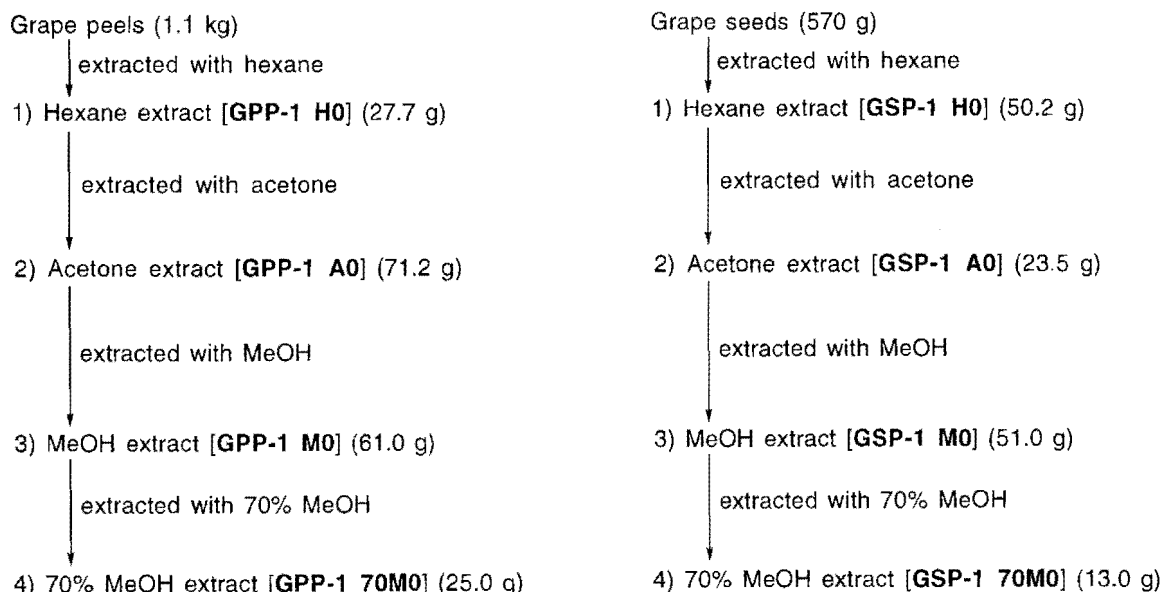 Grape peels (1.1 kg)
extracted with hexane
1) Hexane extract [GPP-1 H0] (27.7 g)
extracted with acetone
2) Acetone extract [GPP-1 A0] (71.2 g)
extracted with MeOH
3) MeOH extract [GPP-1 M0] (61.0 g)
extracted with 70% MeOH
4) 70% MeOH extract [GPP-1 70M0] (25.0 g)
Grape seeds (570 g)
extracted with hexane
1) Hexane extract [GSP-1 H0] (50.2 g)
extracted with acetone
2) Acetone extract [GSP-1 A0] (23.5 g)
extracted with MeOH
3) MeOH extract [GSP-1 M0] (51.0 g)
extracted with 70% MeOH
4) 70% MeOH extract [GSP-1 70M0] (13.0 g)